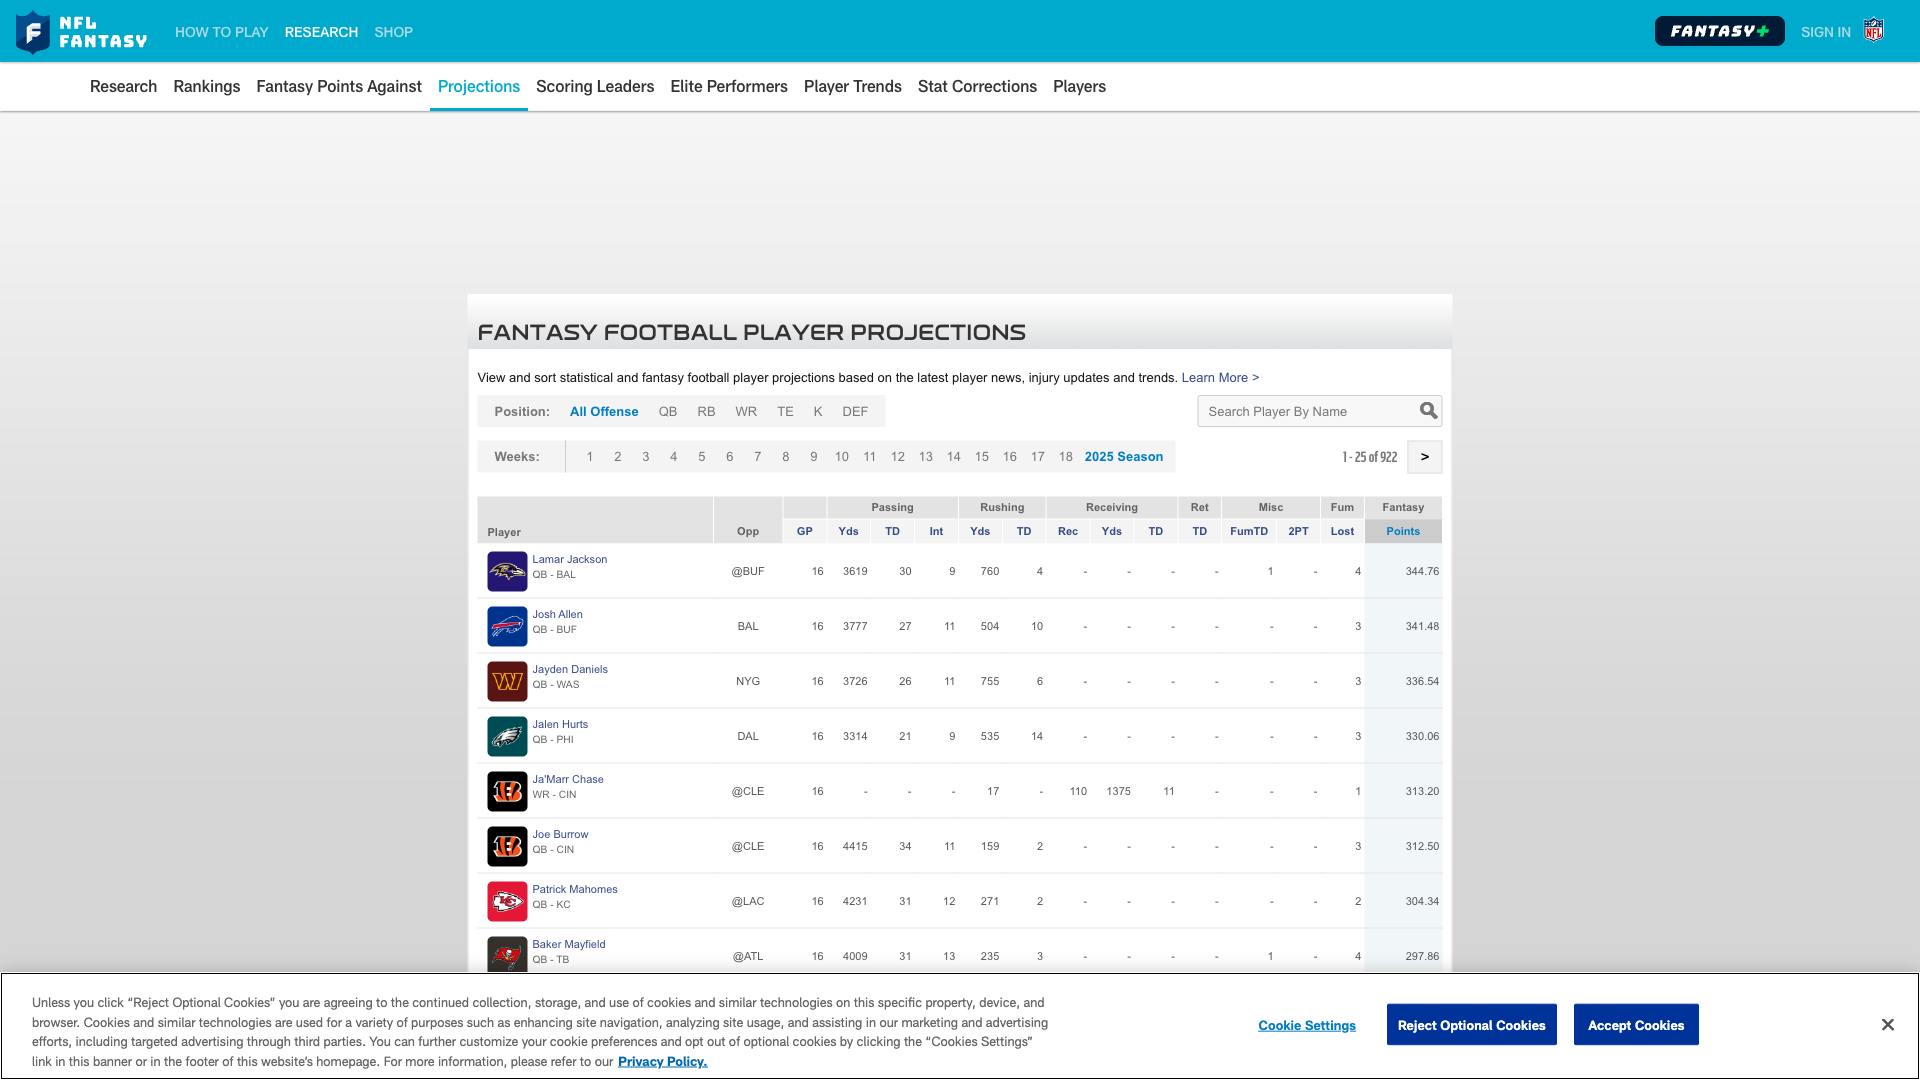 NFL FANTASY HOW TO PLAY RESEARCH SHOP FANTASY+ SIGN IN NFL
Research Rankings Fantasy Points Against Projections Scoring Leaders Elite Performers Player Trends Stat Corrections Players
FANTASY FOOTBALL PLAYER PROJECTIONS
View and sort statistical and fantasy football player projections based on the latest player news, injury updates and trends. Learn More >
Position: All Offense QB RB WR TE K DEF Search Player By Name
Weeks: 1 2 3 4 5 6 7 8 9 10 11 12 13 14 15 16 17 18 2025 Season 1 - 25 of 922 >
Passing Rushing Receiving Ret Misc Fum Fantasy
Player Opp GP Yds TD Int Yds TD Rec Yds TD TD FumTD 2PT Lost Points
Lamar Jackson
QB - BAL @BUF 16 3619 30 9 760 4 - - - - 1 - 4 344.76
Josh Allen
QB - BUF BAL 16 3777 27 11 504 10 - - - - - - 3 341.48
Jayden Daniels
QB - WAS NYG 16 3726 26 11 755 6 - - - - - - 3 336.54
Jalen Hurts
QB - PHI DAL 16 3314 21 9 535 14 - - - - - - 3 330.06
Ja'Marr Chase
WR - CIN @CLE 16 - - - 17 - 110 1375 11 - - - 1 313.20
Joe Burrow
QB - CIN @CLE 16 4415 34 11 159 2 - - - - - - 3 312.50
Patrick Mahomes
QB - KC @LAC 16 4231 31 12 271 2 - - - - - - 2 304.34
Baker Mayfield
QB - TB @ATL 16 4009 31 13 235 3 - - - - 1 - 4 297.86
Unless you click “Reject Optional Cookies” you are agreeing to the continued collection, storage, and use of cookies and similar technologies on this specific property, device, and
browser. Cookies and similar technologies are used for a variety of purposes such as enhancing site navigation, analyzing site usage, and assisting in our marketing and advertising
efforts, including targeted advertising through third parties. You can further customize your cookie preferences and opt out of optional cookies by clicking the “Cookies Settings”
link in this banner or in the footer of this website’s homepage. For more information, please refer to our Privacy Policy.
Cookie Settings Reject Optional Cookies Accept Cookies